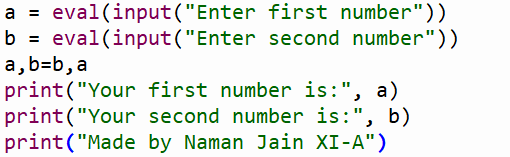 a = eval(input("Enter first number"))
b = eval(input("Enter second number"))
a,b=b,a
print("Your first number is:", a)
print("Your second number is:", b)
print("Made by Naman Jain XI-A")